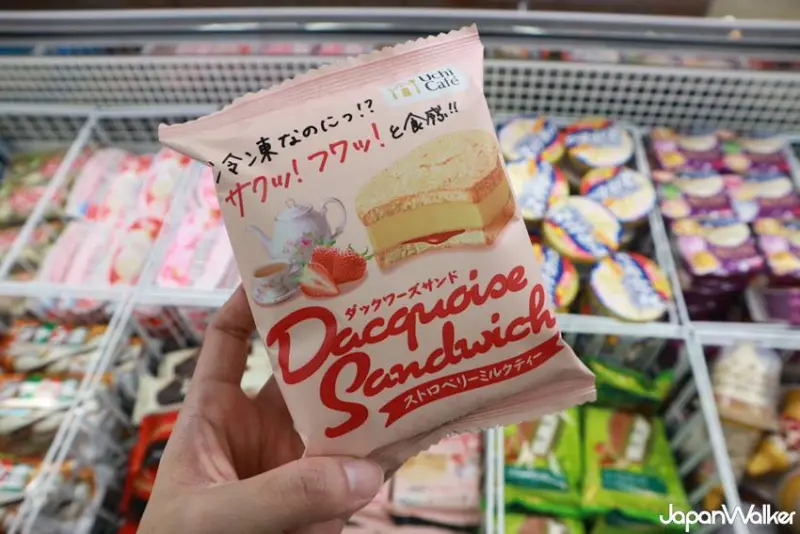 Uchi
Café
冷凍なのにっ!?
サクッ!フワッ!と食感!!
ダックワーズサンド
Dacquoise
Sandwich
ストロベリーミルクティー
JapanWalker